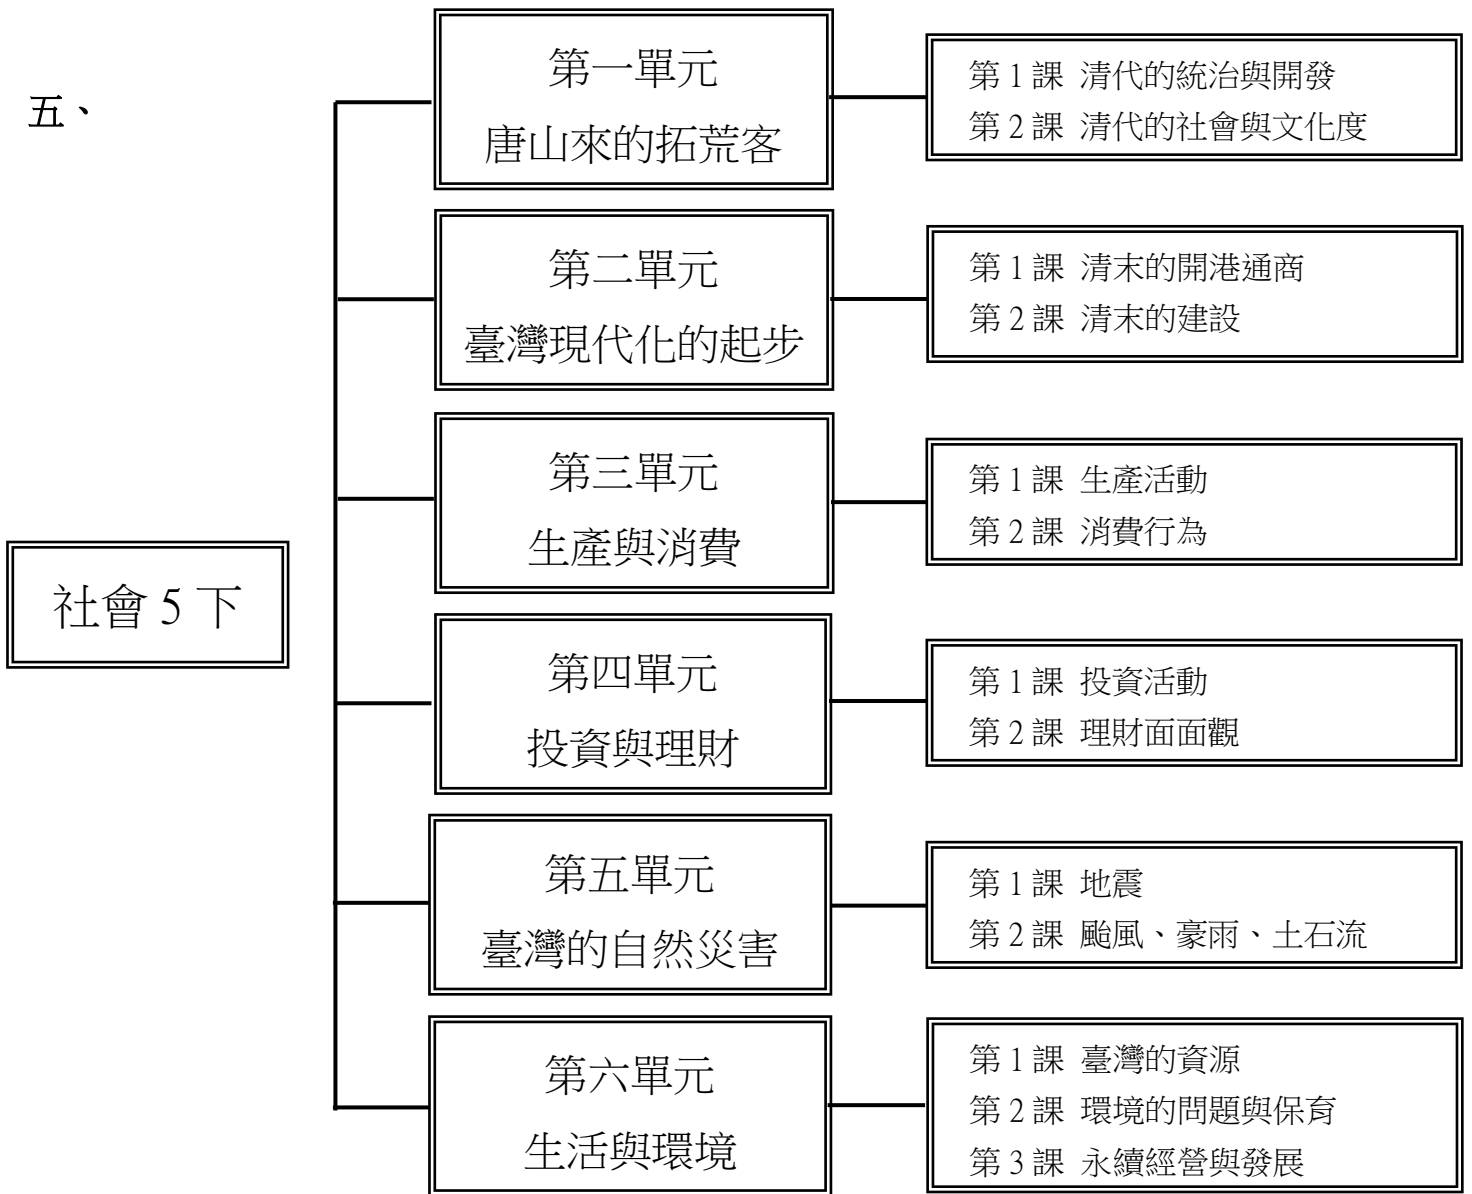 五、
社會 5 下
第一單元
唐山來的拓荒客
第 1 課 清代的統治與開發
第 2 課 清代的社會與文化度
第二單元
臺灣現代化的起步
第 1 課 清末的開港通商
第 2 課 清末的建設
第三單元
生產與消費
第 1 課 生產活動
第 2 課 消費行為
第四單元
投資與理財
第 1 課 投資活動
第 2 課 理財面面觀
第五單元
臺灣的自然災害
第 1 課 地震
第 2 課 颱風、豪雨、土石流
第六單元
生活與環境
第 1 課 臺灣的資源
第 2 課 環境的問題與保育
第 3 課 永續經營與發展